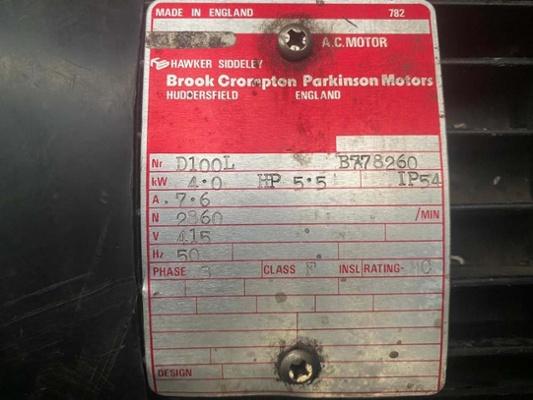 MADE IN ENGLAND 782
A.C. MOTOR
HAWKER SIDDELEY
Brook Crompton Parkinson Motors
HUDDERSFIELD ENGLAND
Nr D100L B778260
kW 4.0 HP 5.5 IP54
A. 7.6
N 2860 /MIN
V 415
Hz 50
PHASE 3 CLASS F INSL RATING- MC
DESIGN